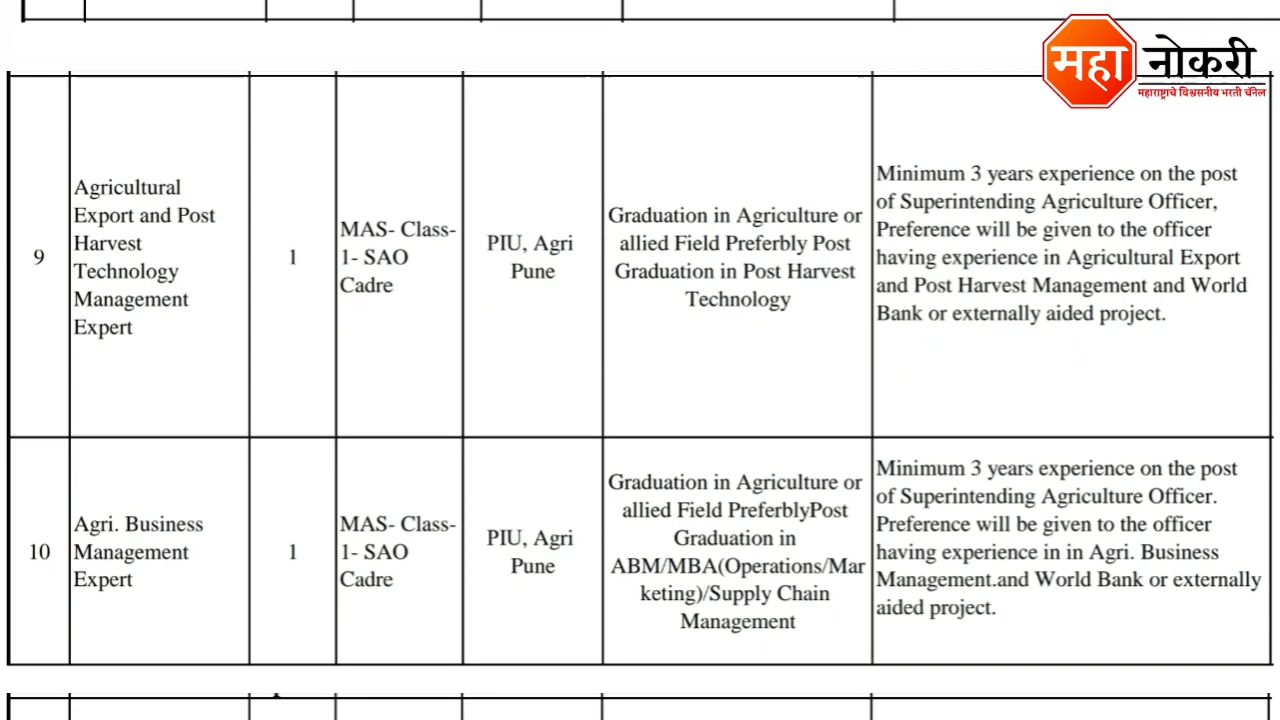 महा नोकरी
महाराष्ट्राचे विश्वसनीय भरती चॅनेल
9
Agricultural
Export and Post
Harvest
Technology
Management
Expert
1
MAS- Class-
1- SAO
Cadre
PIU, Agri
Pune
Graduation in Agriculture or
allied Field Preferbly Post
Graduation in Post Harvest
Technology
Minimum 3 years experience on the post
of Superintending Agriculture Officer,
Preference will be given to the officer
having experience in Agricultural Export
and Post Harvest Management and World
Bank or externally aided project.
10
Agri. Business
Management
Expert
1
MAS- Class-
1- SAO
Cadre
PIU, Agri
Pune
Graduation in Agriculture or
allied Field PreferblyPost
Graduation in
ABM/MBA(Operations/Mar
keting)/Supply Chain
Management
Minimum 3 years experience on the post
of Superintending Agriculture Officer.
Preference will be given to the officer
having experience in in Agri. Business
Management.and World Bank or externally
aided project.